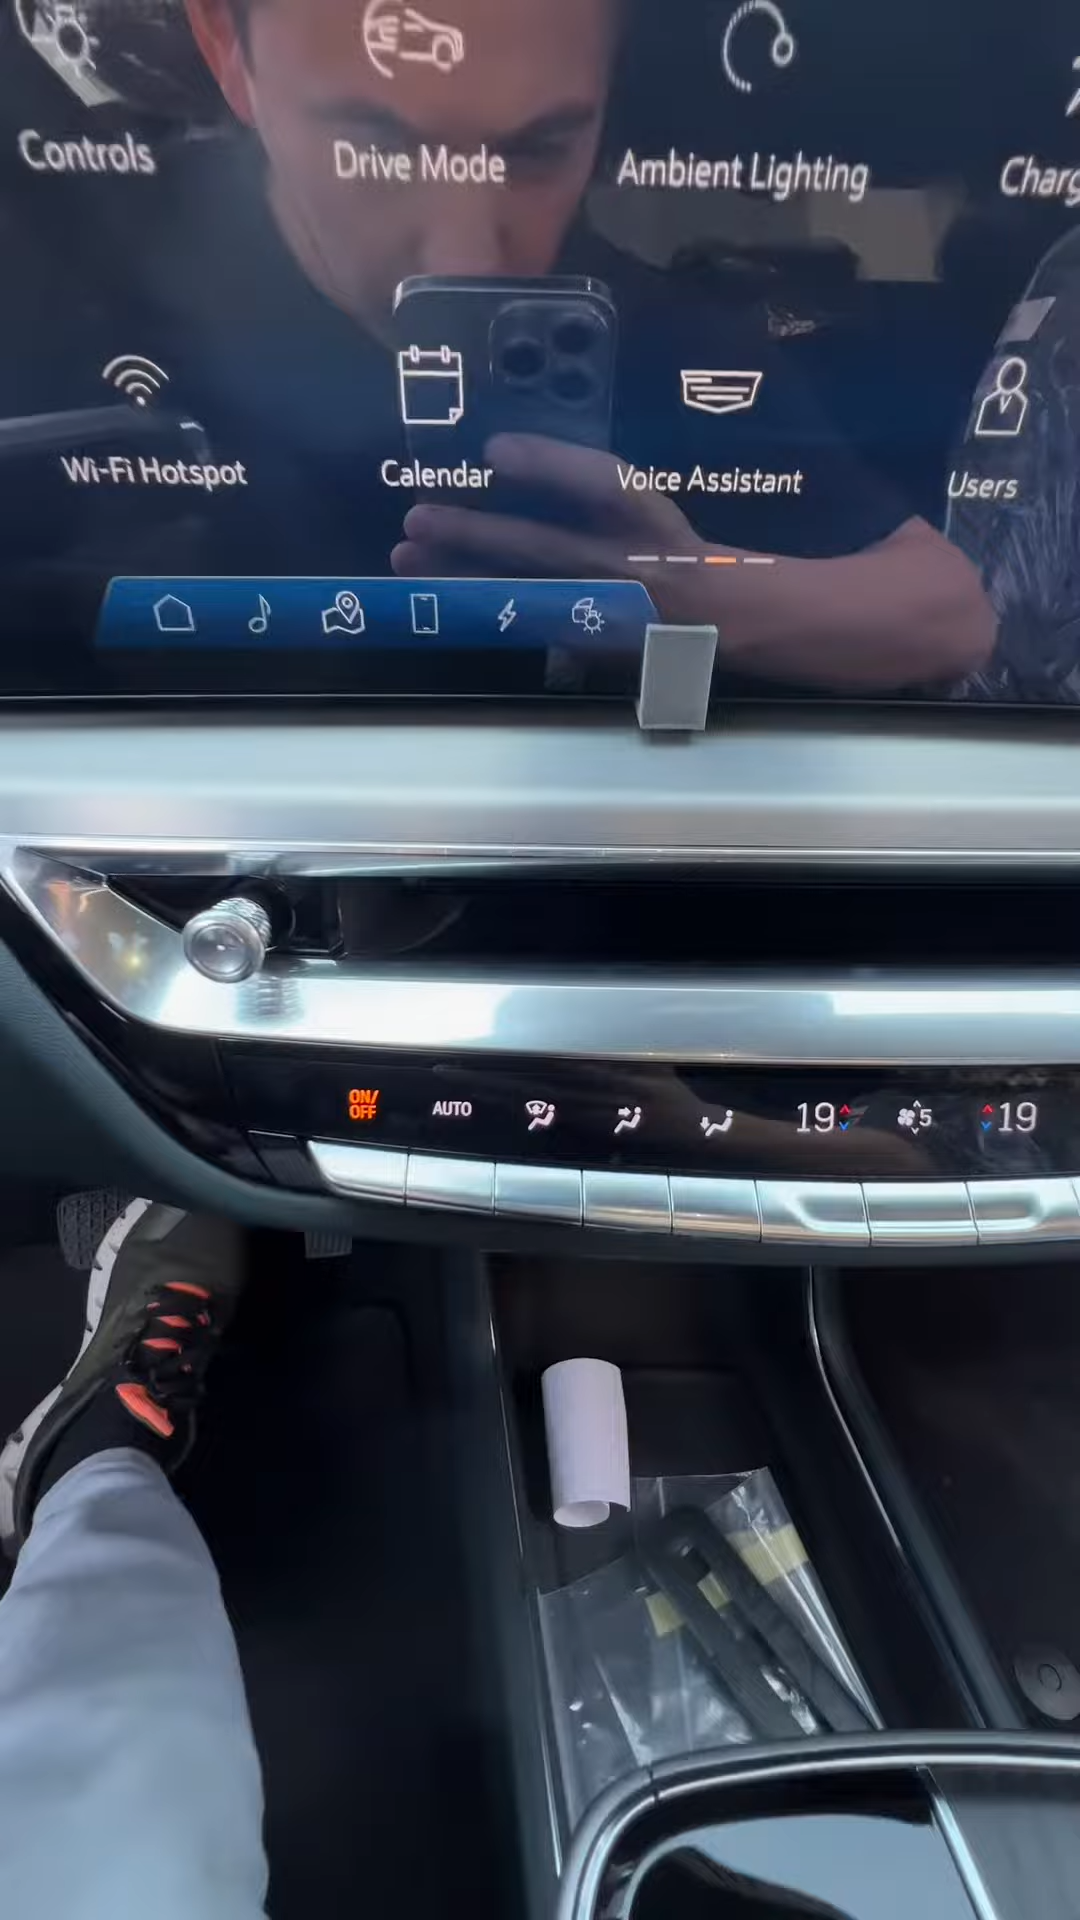 Controls
Drive Mode
Ambient Lighting
Wi-Fi Hotspot
Calendar
Voice Assistant
Users
ON/
OFF
AUTO
19
5
19